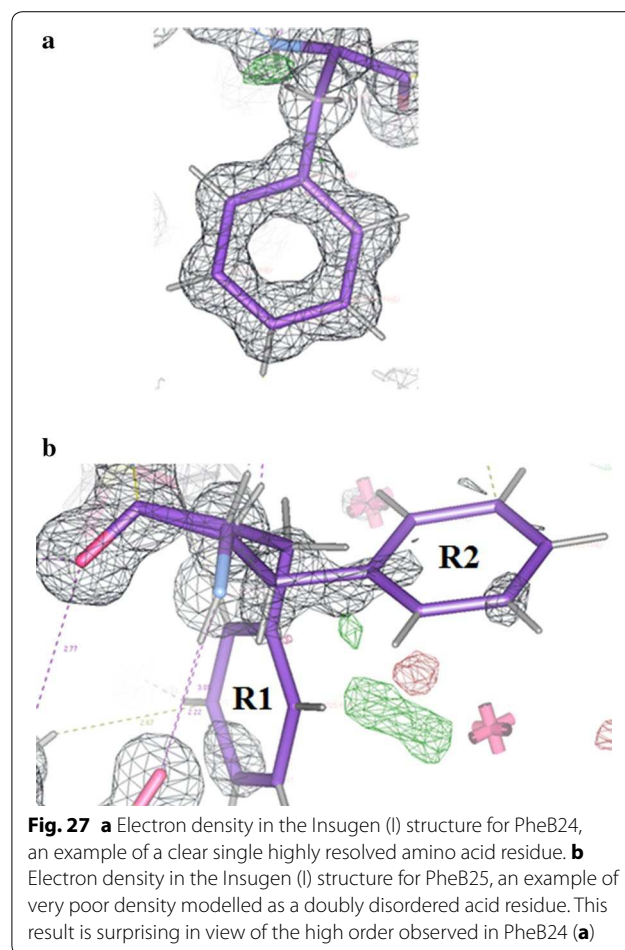 a
b
R2
2.77
R1
Fig. 27 a Electron density in the Insugen (I) structure for PheB24,
an example of a clear single highly resolved amino acid residue. b
Electron density in the Insugen (I) structure for PheB25, an example of
very poor density modelled as a doubly disordered acid residue. This
result is surprising in view of the high order observed in PheB24 (a)